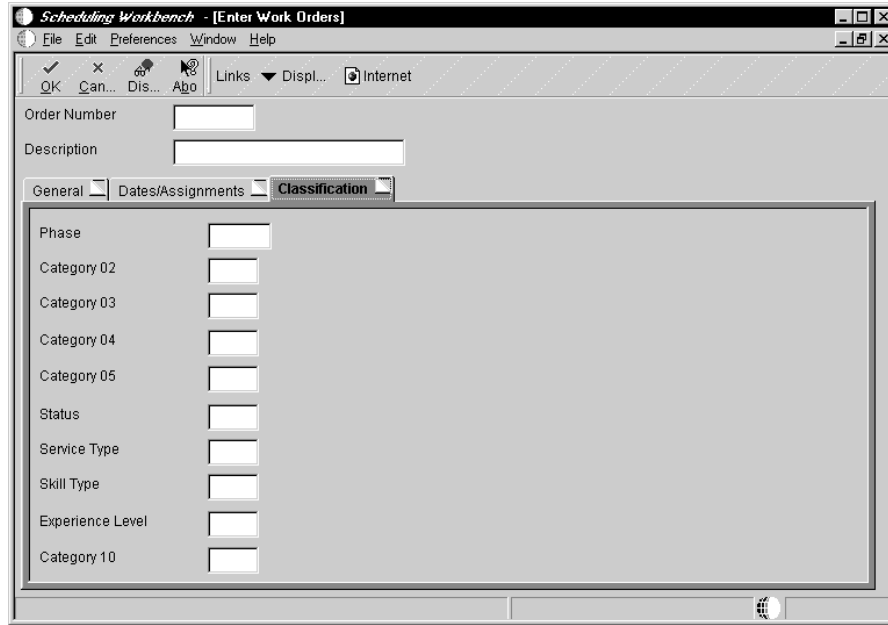 Scheduling Workbench - [Enter Work Orders]
File Edit Preferences Window Help
OK Can... Dis... Abo Links Displ... Internet
Order Number
Description
General Dates/Assignments Classification
Phase
Category 02
Category 03
Category 04
Category 05
Status
Service Type
Skill Type
Experience Level
Category 10